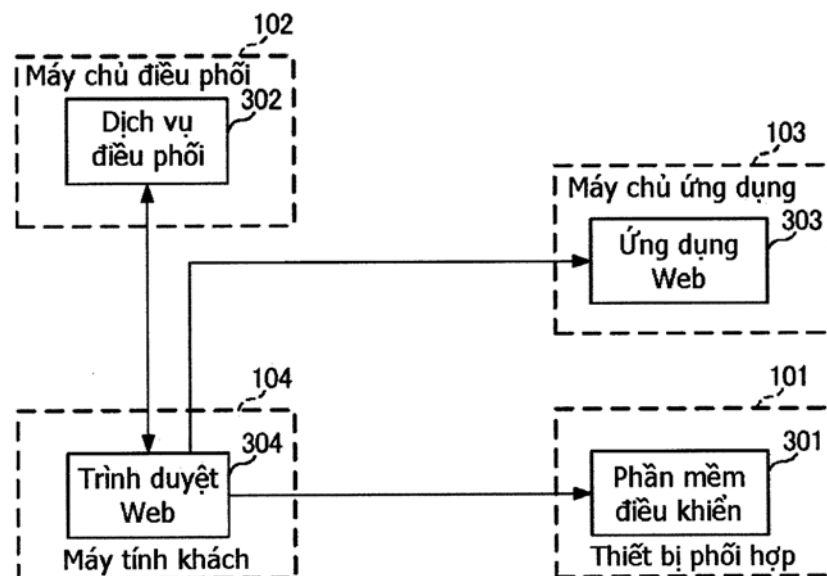 102
Máy chủ điều phối
302
Dịch vụ
điều phối
103
Máy chủ ứng dụng
303
Ứng dụng
Web
104
304
Trình duyệt
Web
Máy tính khách
101
301
Phần mềm
điều khiển
Thiết bị phối hợp